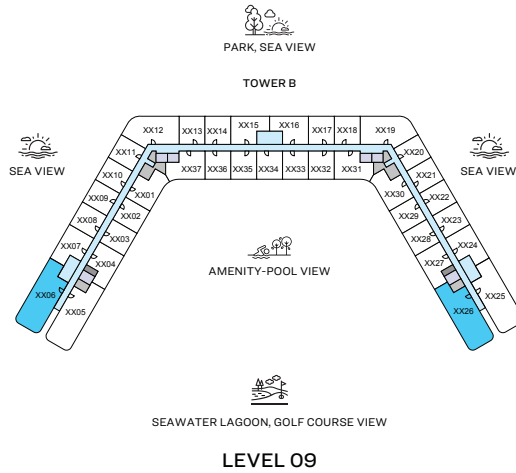 PARK, SEA VIEW
TOWER B
XX12
XX13
XX14
XX15
XX16
XX17
XX18
XX19
XX11
XX37
XX36
XX35
XX34
XX33
XX32
XX31
XX20
SEA VIEW
XX10
XX01
XX30
XX21
SEA VIEW
XX09
XX02
XX29
XX22
XX08
XX03
XX28
XX23
XX07
XX04
XX27
XX24
AMENITY-POOL VIEW
XX06
XX05
XX26
XX25
SEAWATER LAGOON, GOLF COURSE VIEW
LEVEL 09